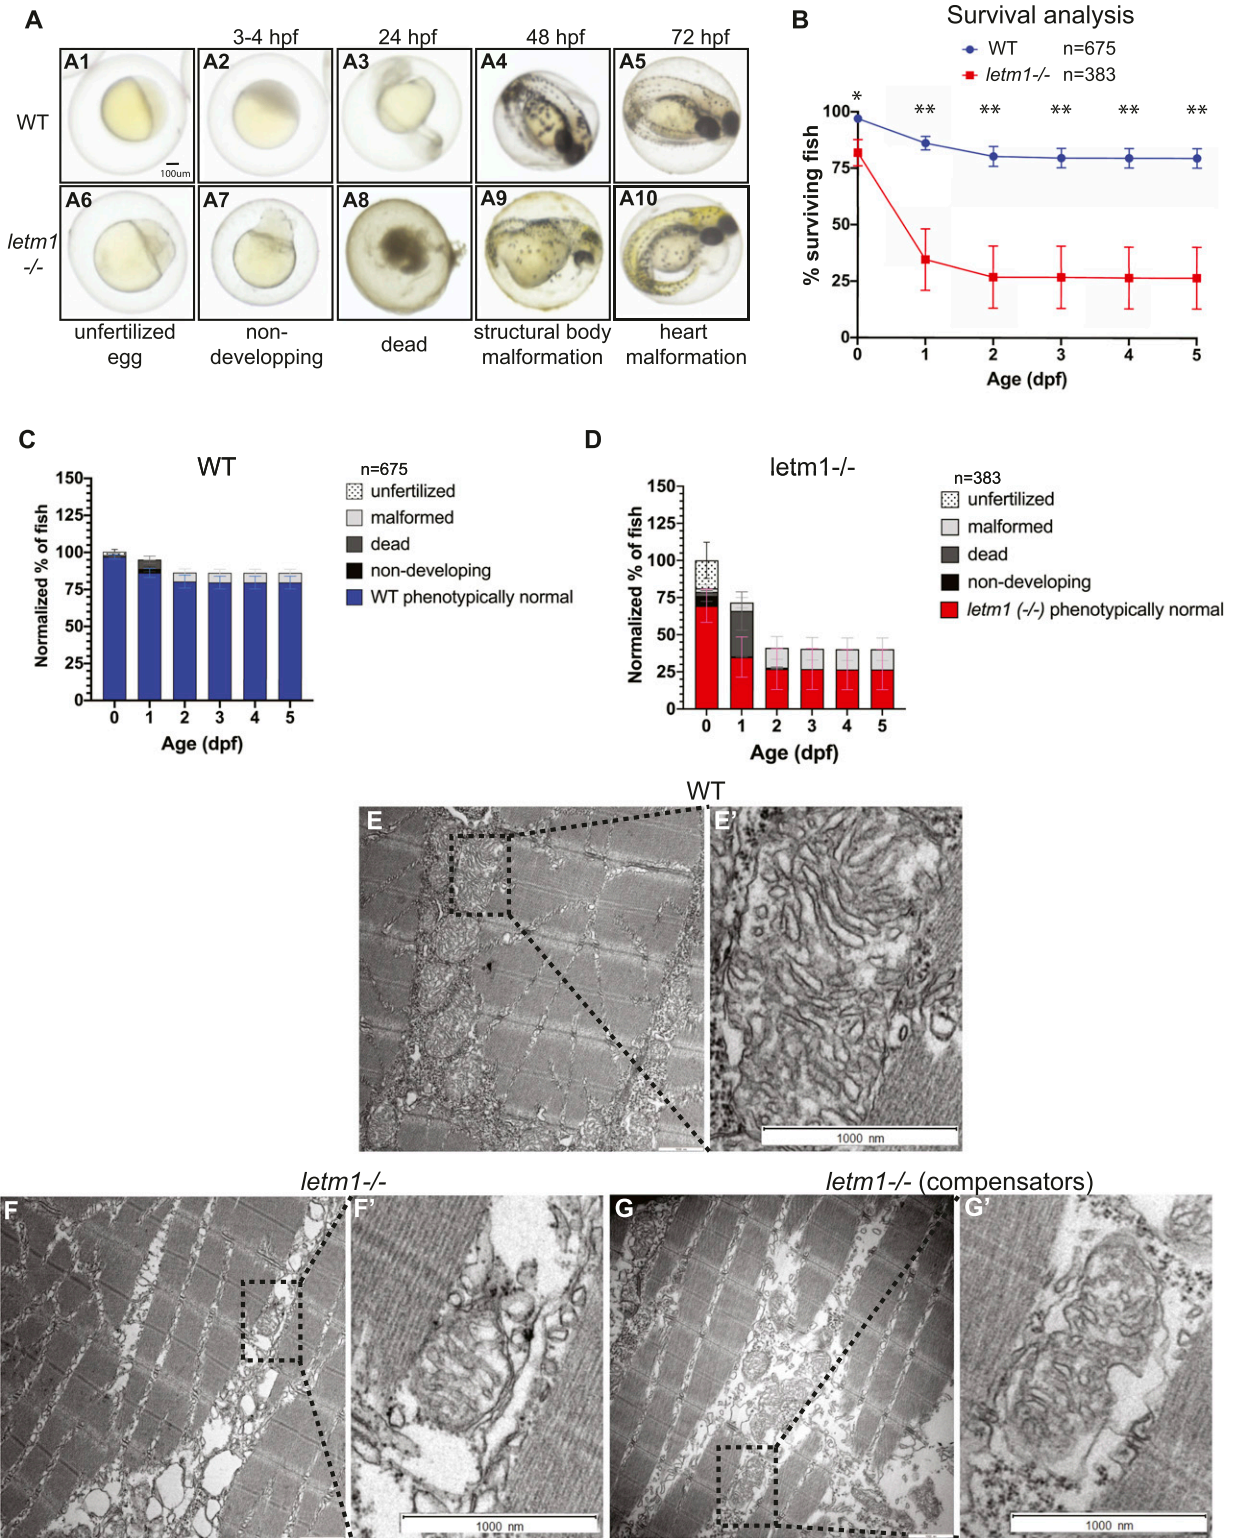 A
3-4 hpf 24 hpf 48 hpf 72 hpf
A1 A2 A3 A4 A5
WT
100um
A6 A7 A8 A9 A10
letm1
-/-
unfertilized
egg
non-
developping
dead
structural body
malformation
heart
malformation
B
Survival analysis
WT n=675
letm1-/- n=383
* ** ** ** ** **
% surviving fish
100
75
50
25
0
0 1 2 3 4 5
Age (dpf)
C
WT
n=675
unfertilized
malformed
dead
non-developing
WT phenotypically normal
Normalized % of fish
150
125
100
75
50
25
0
0 1 2 3 4 5
Age (dpf)
D
letm1-/-
n=383
unfertilized
malformed
dead
non-developing
letm1 (-/-) phenotypically normal
Normalized % of fish
150
125
100
75
50
25
0
0 1 2 3 4 5
Age (dpf)
WT
E E'
1000 nm
letm1-/-
F F'
1000 nm
letm1-/- (compensators)
G G'
1000 nm